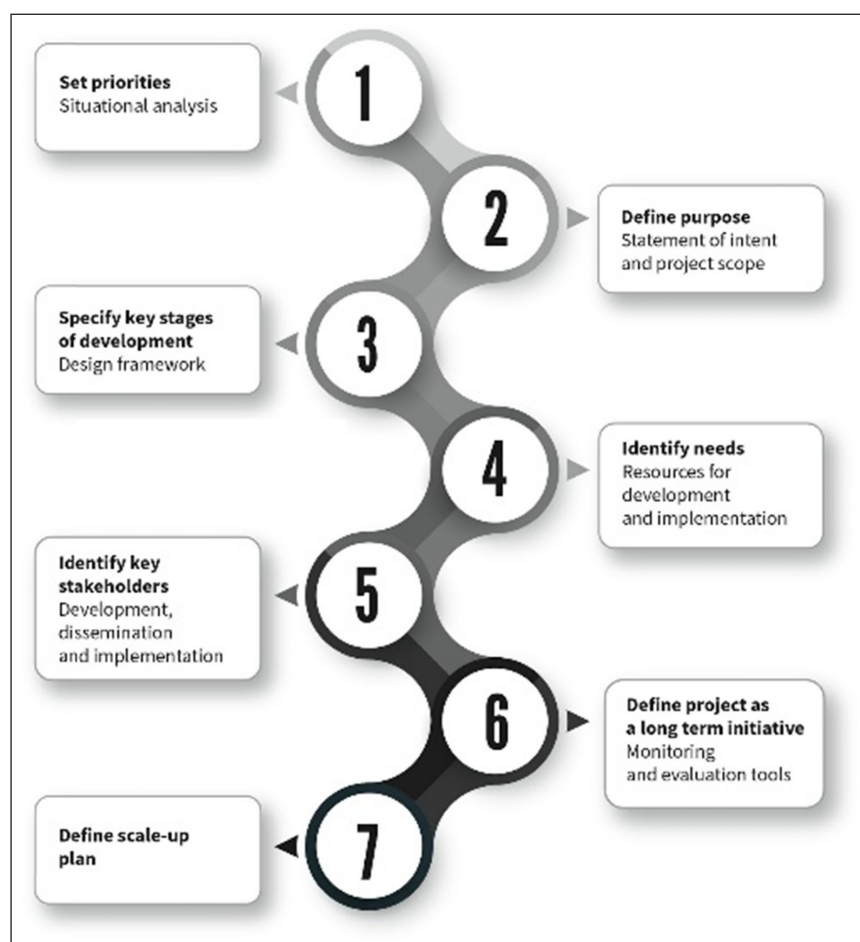 1
Set priorities
Situational analysis
2
Define purpose
Statement of intent
and project scope
3
Specify key stages
of development
Design framework
4
Identify needs
Resources for
development
and implementation
5
Identify key
stakeholders
Development,
dissemination
and implementation
6
Define project as
a long term initiative
Monitoring
and evaluation tools
7
Define scale-up
plan